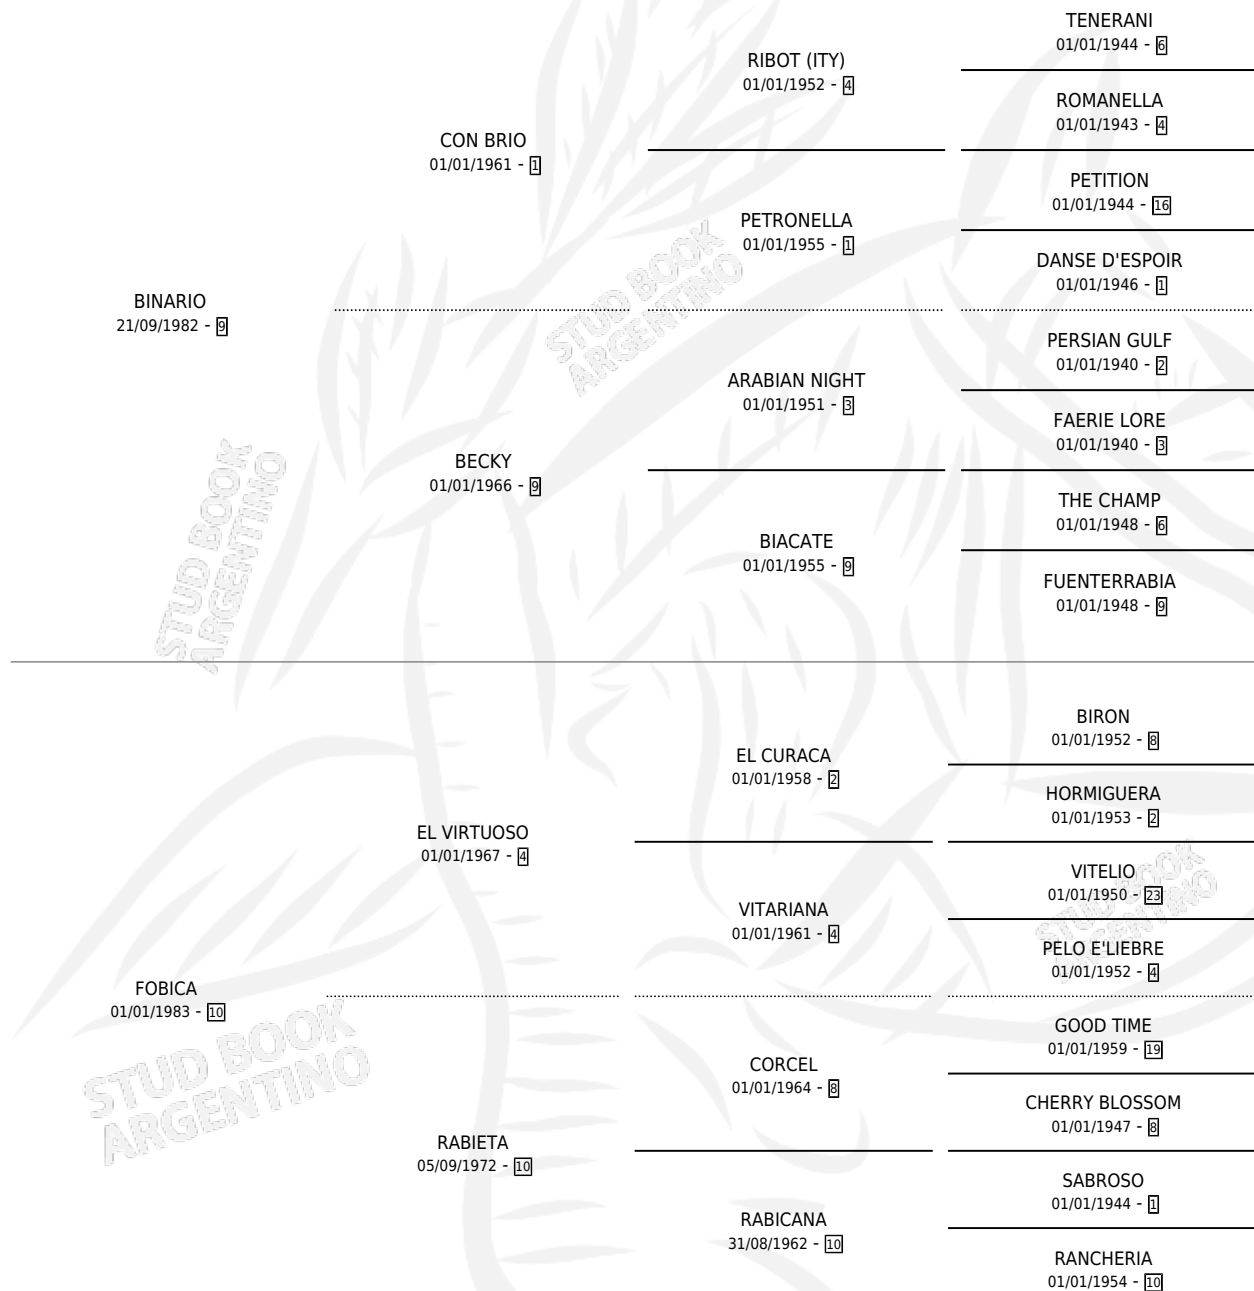 TENERANI
01/01/1944 - 6
RIBOT (ITY)
01/01/1952 - 4
ROMANELLA
01/01/1943 - 4
CON BRIO
01/01/1961 - 1
PETITION
01/01/1944 - 16
PETRONELLA
01/01/1955 - 1
DANSE D'ESPOIR
01/01/1946 - 1
BINARIO
21/09/1982 - 9
STUD BOOK
ARGENTINO
PERSIAN GULF
01/01/1940 - 2
ARABIAN NIGHT
01/01/1951 - 3
FAERIE LORE
01/01/1940 - 3
BECKY
01/01/1966 - 9
THE CHAMP
01/01/1948 - 6
BIACATE
01/01/1955 - 9
FUENTERRABIA
01/01/1948 - 9
STUD BOOK
ARGENTINO
BIRON
01/01/1952 - 8
EL CURACA
01/01/1958 - 2
HORMIGUERA
01/01/1953 - 2
EL VIRTUOSO
01/01/1967 - 4
VITELIO
01/01/1950 - 23
STUD BOOK
ARGENTINO
VITARIANA
01/01/1961 - 4
PELO E'LIEBRE
01/01/1952 - 4
FOBICA
01/01/1983 - 10
STUD BOOK
ARGENTINO
GOOD TIME
01/01/1959 - 19
CORCEL
01/01/1964 - 8
CHERRY BLOSSOM
01/01/1947 - 8
RABIETA
05/09/1972 - 10
SABROSO
01/01/1944 - 1
RABICANA
31/08/1962 - 10
RANCHERIA
01/01/1954 - 10